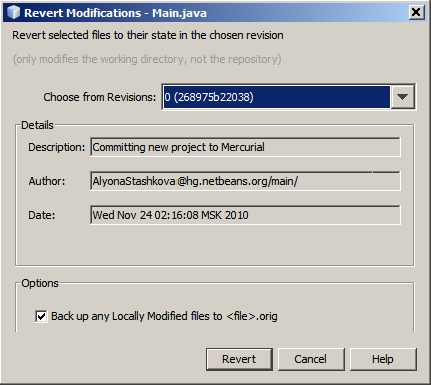 Revert Modifications - Main.java
Revert selected files to their state in the chosen revision
(only modifies the working directory, not the repository)
Choose from Revisions: 0 (268975b22038)
Details
Description: Committing new project to Mercurial
Author: AlyonaStashkova@hg.netbeans.org/main/
Date: Wed Nov 24 02:16:08 MSK 2010
Options
Back up any Locally Modified files to <file>.orig
Revert Cancel Help